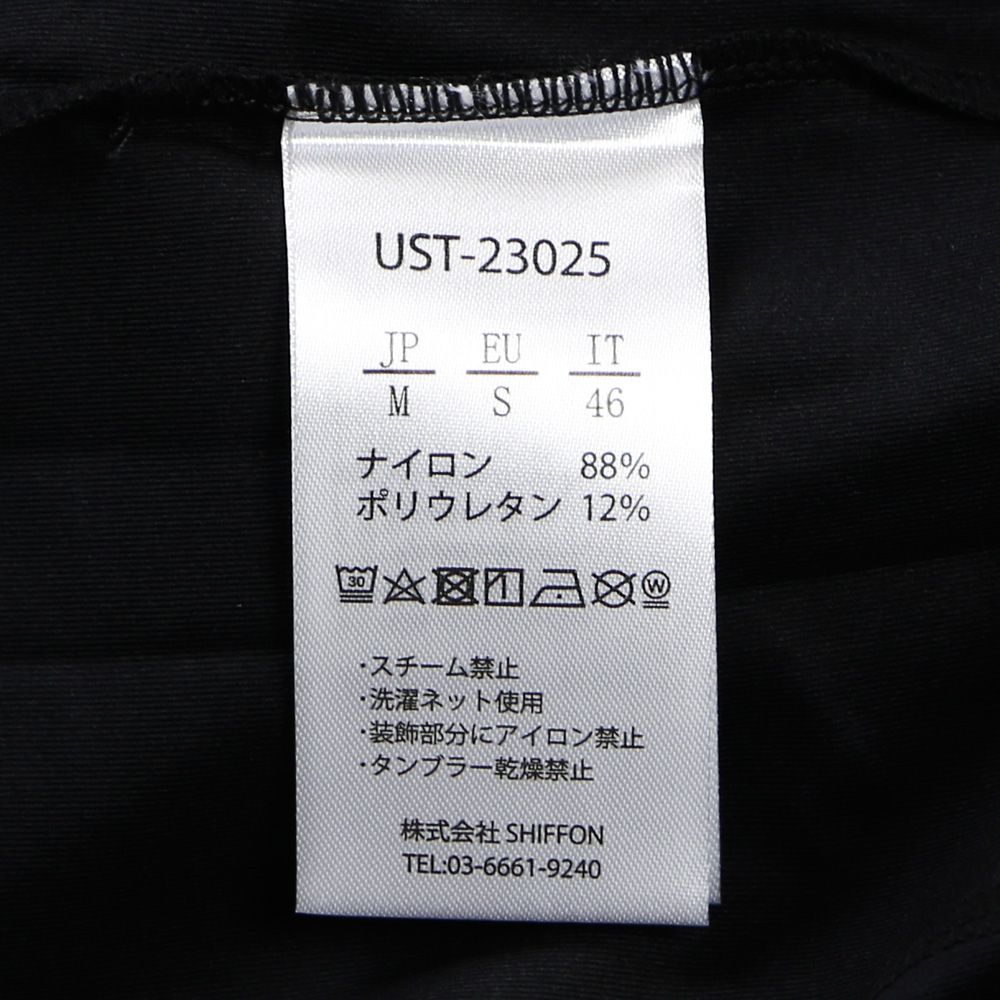 UST-23025
JP EU IT
M S 46
ナイロン 88%
ポリウレタン 12%
30 W
・スチーム禁止
・洗濯ネット使用
・装飾部分にアイロン禁止
・タンブラー乾燥禁止
株式会社 SHIFFON
TEL:03-6661-9240